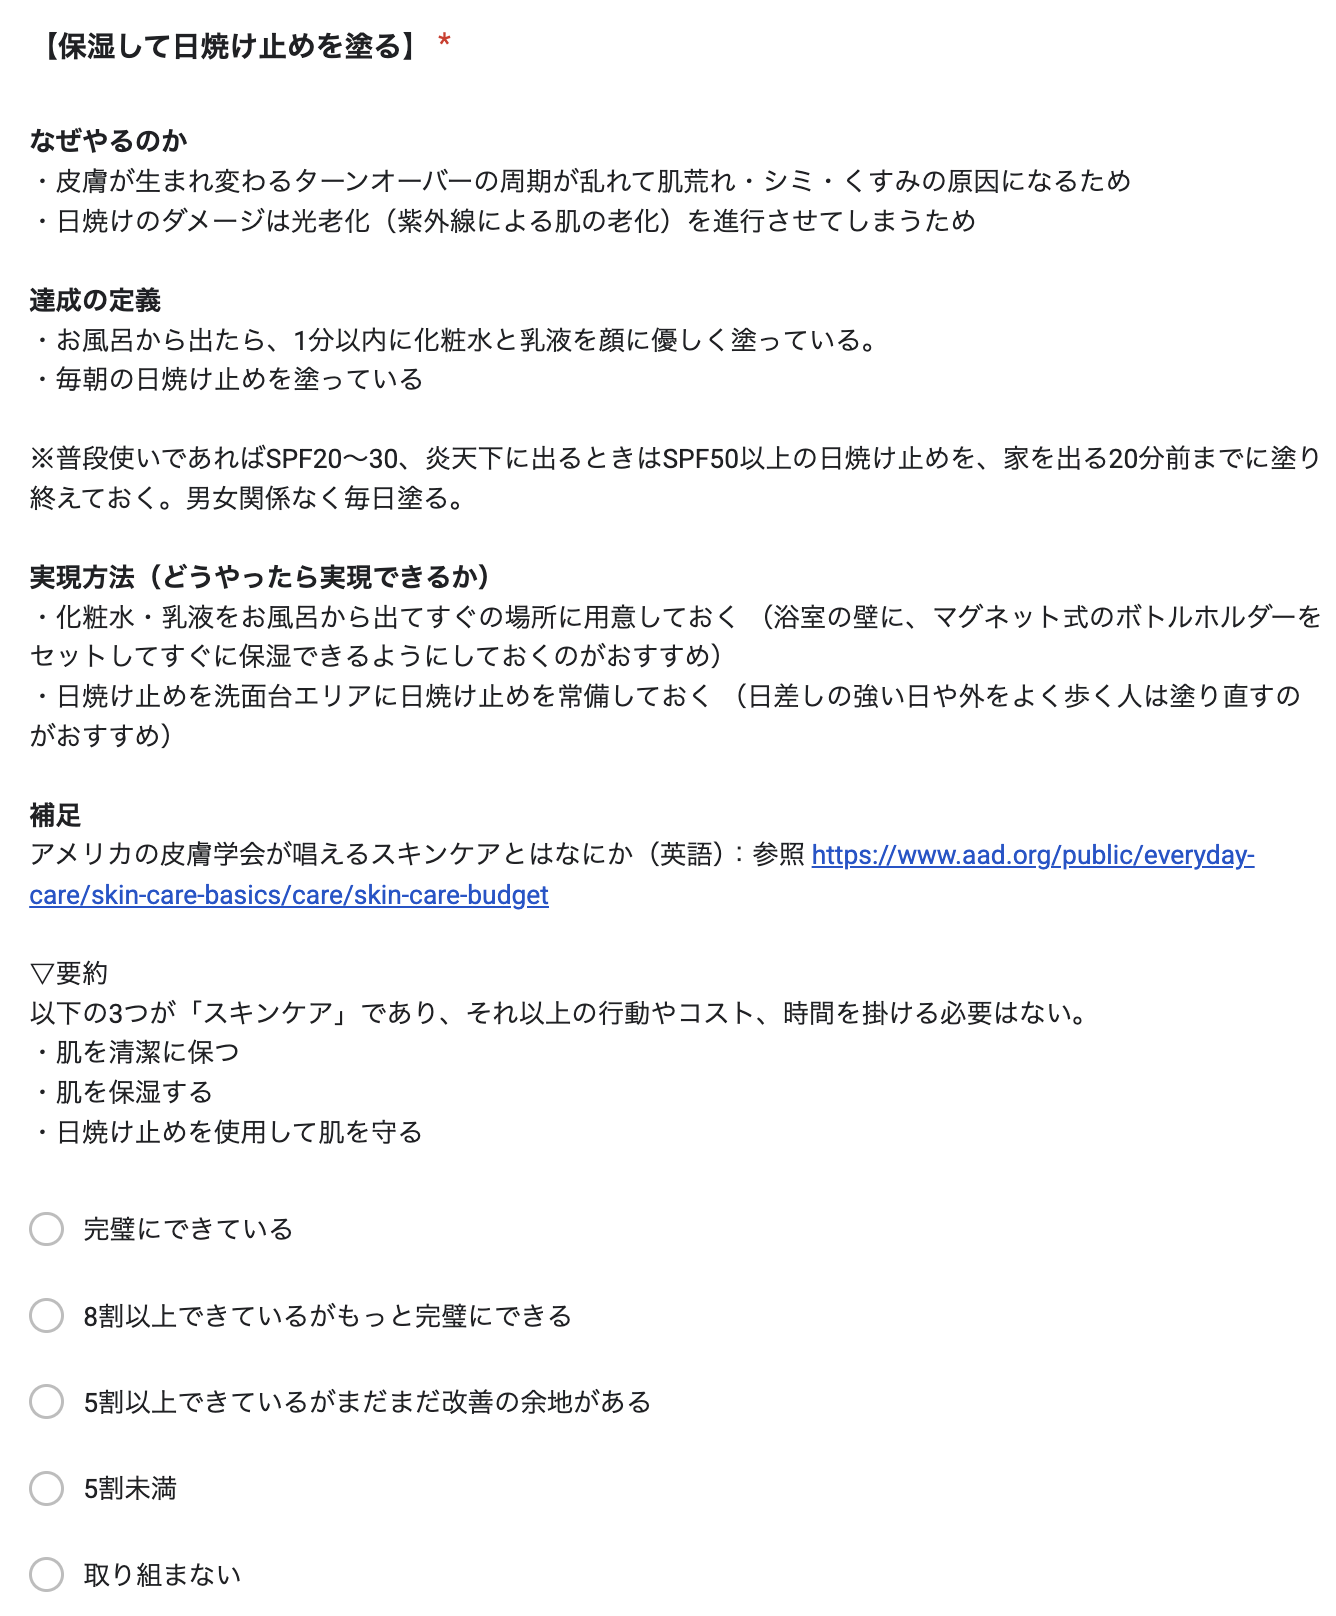 【保湿して日焼け止めを塗る】 *
なぜやるのか
・皮膚が生まれ変わるターンオーバーの周期が乱れて肌荒れ・シミ・くすみの原因になるため
・日焼けのダメージは光老化（紫外線による肌の老化）を進行させてしまうため
達成の定義
・お風呂から出たら、1分以内に化粧水と乳液を顔に優しく塗っている。
・毎朝の日焼け止めを塗っている
※普段使いであればSPF20〜30、炎天下に出るときはSPF50以上の日焼け止めを、家を出る20分前までに塗り
終えておく。男女関係なく毎日塗る。
実現方法（どうやったら実現できるか）
・化粧水・乳液をお風呂から出てすぐの場所に用意しておく （浴室の壁に、マグネット式のボトルホルダーを
セットしてすぐに保湿できるようにしておくのがおすすめ）
・日焼け止めを洗面台エリアに日焼け止めを常備しておく （日差しの強い日や外をよく歩く人は塗り直すの
がおすすめ）
補足
アメリカの皮膚学会が唱えるスキンケアとはなにか（英語）：参照 https://www.aad.org/public/everyday-
care/skin-care-basics/care/skin-care-budget
▽要約
以下の3つが「スキンケア」であり、それ以上の行動やコスト、時間を掛ける必要はない。
・肌を清潔に保つ
・肌を保湿する
・日焼け止めを使用して肌を守る
完璧にできている
8割以上できているがもっと完璧にできる
5割以上できているがまだまだ改善の余地がある
5割未満
取り組まない